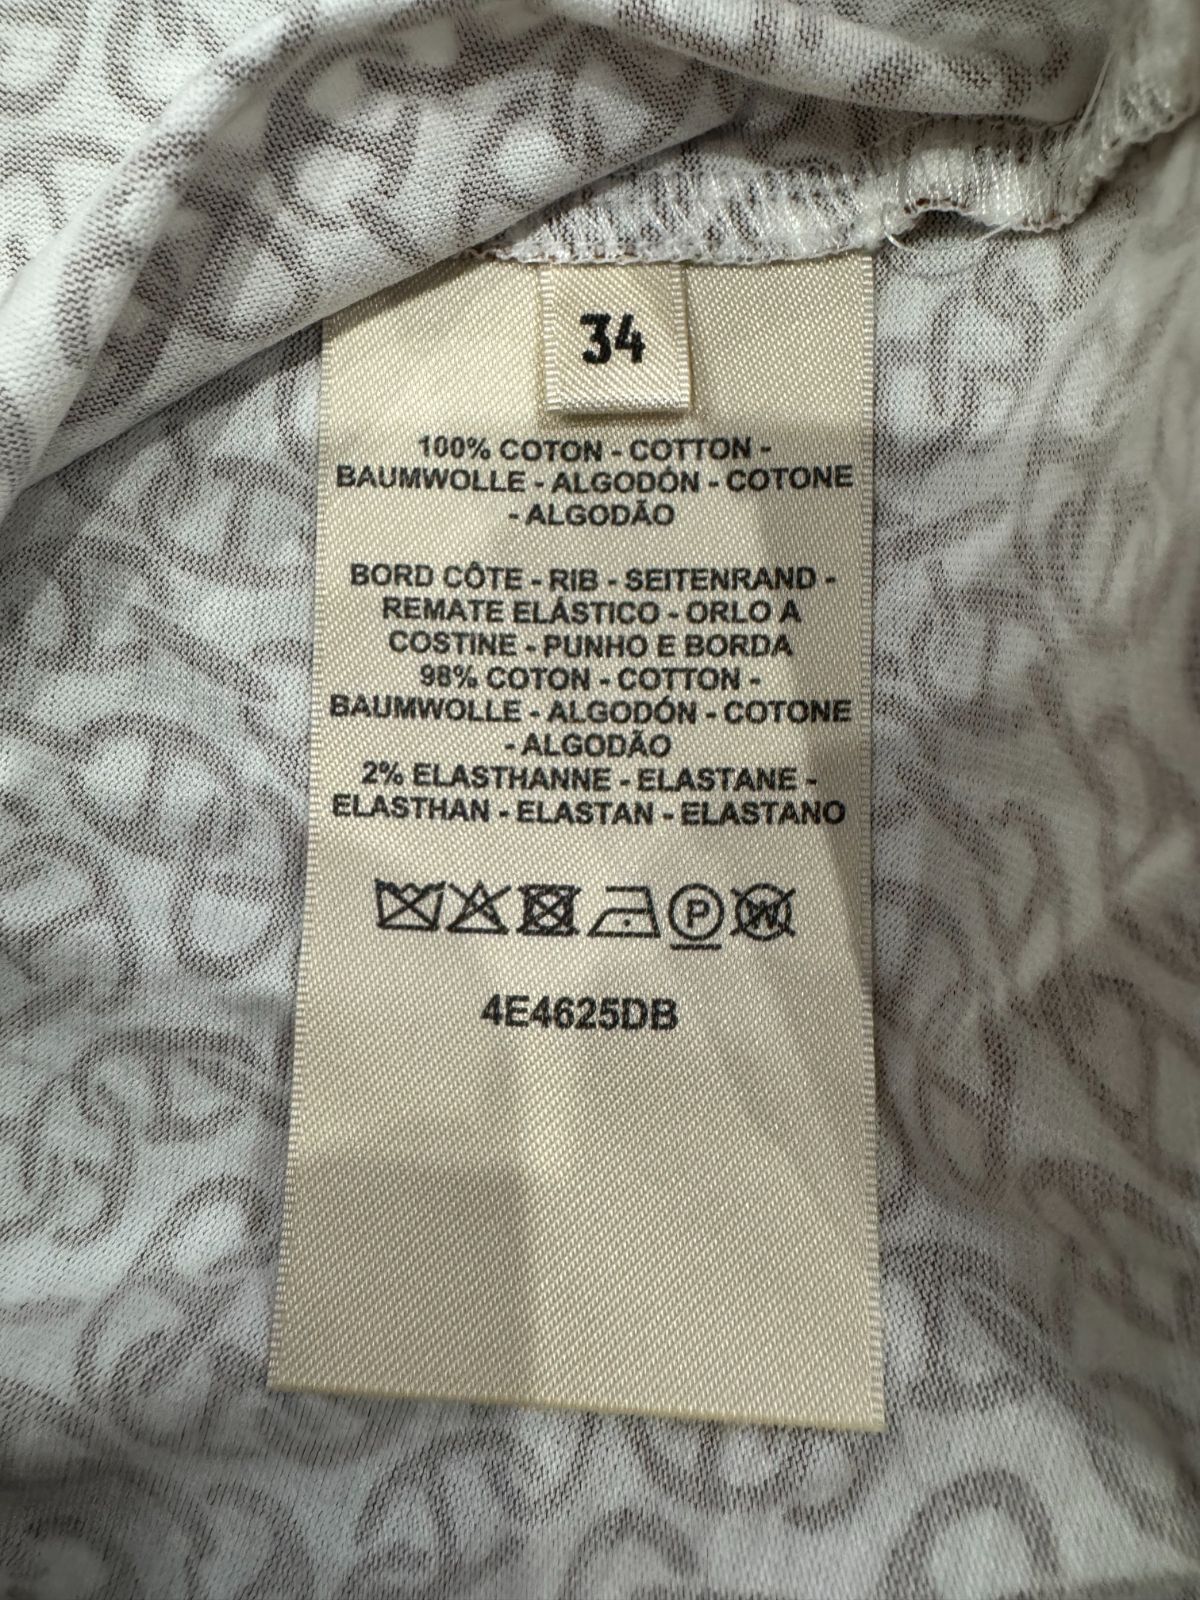 34
100% COTON - COTTON -
BAUMWOLLE - ALGODÓN - COTONE
- ALGODÃO
BORD CÔTE - RIB - SEITENRAND -
REMATE ELÁSTICO - ORLO A
COSTINE - PUNHO E BORDA
98% COTON - COTTON -
BAUMWOLLE - ALGODÓN - COTONE
- ALGODÃO
2% ELASTHANNE - ELASTANE -
ELASTHAN - ELASTAN - ELASTANO
P W
4E4625DB